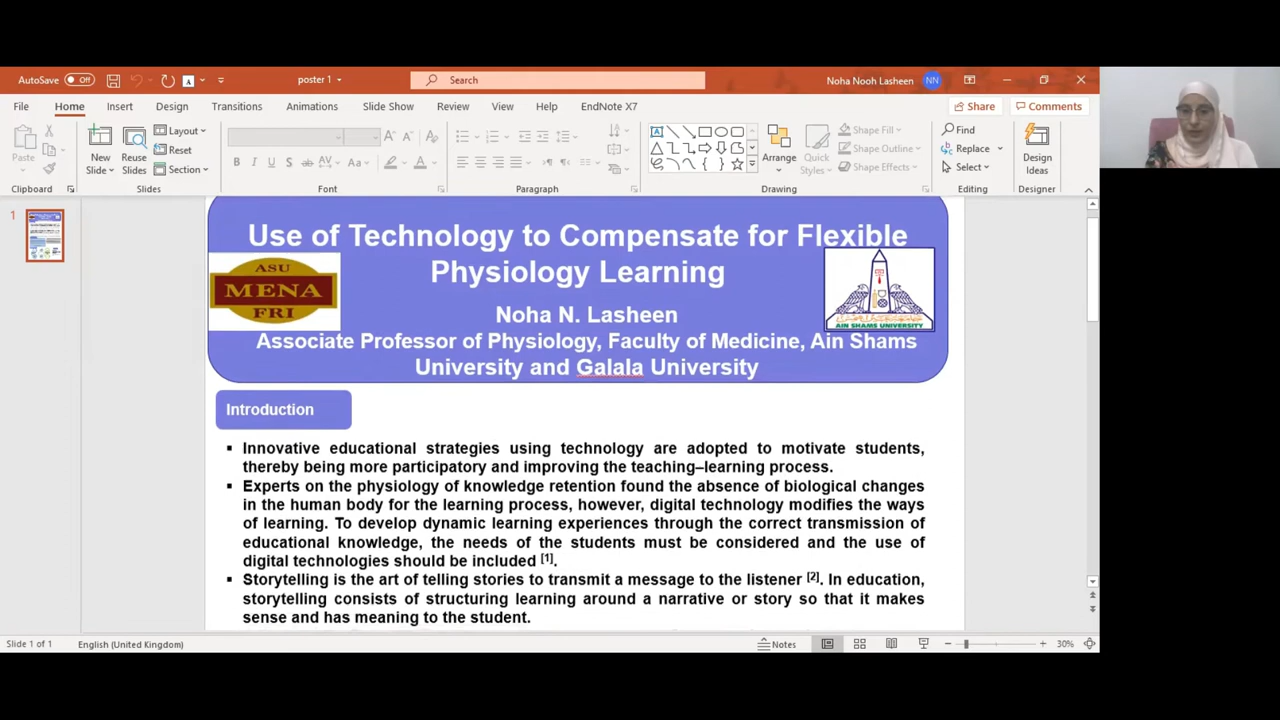 AutoSave Off
poster 1
Search
Noha Nooh Lasheen NN
File Home Insert Design Transitions Animations Slide Show Review View Help EndNote X7 Share Comments
Paste
New Slide
Reuse Slides
Layout
Reset
Section
B I U S ab AV Aa A
Arrange
Quick Styles
Shape Fill
Shape Outline
Shape Effects
Find
Replace
Select
Design Ideas
Clipboard Slides Font Paragraph Drawing Editing Designer
1
Use of Technology to Compensate for Flexible
Physiology Learning
ASU
MENA
FRI
AIN SHAMS UNIVERSITY
Noha N. Lasheen
Associate Professor of Physiology, Faculty of Medicine, Ain Shams
University and Galala University
Introduction
▪ Innovative educational strategies using technology are adopted to motivate students,
thereby being more participatory and improving the teaching–learning process.
▪ Experts on the physiology of knowledge retention found the absence of biological changes
in the human body for the learning process, however, digital technology modifies the ways
of learning. To develop dynamic learning experiences through the correct transmission of
educational knowledge, the needs of the students must be considered and the use of
digital technologies should be included [1].
▪ Storytelling is the art of telling stories to transmit a message to the listener [2]. In education,
storytelling consists of structuring learning around a narrative or story so that it makes
sense and has meaning to the student.
Slide 1 of 1 English (United Kingdom) Notes 30%